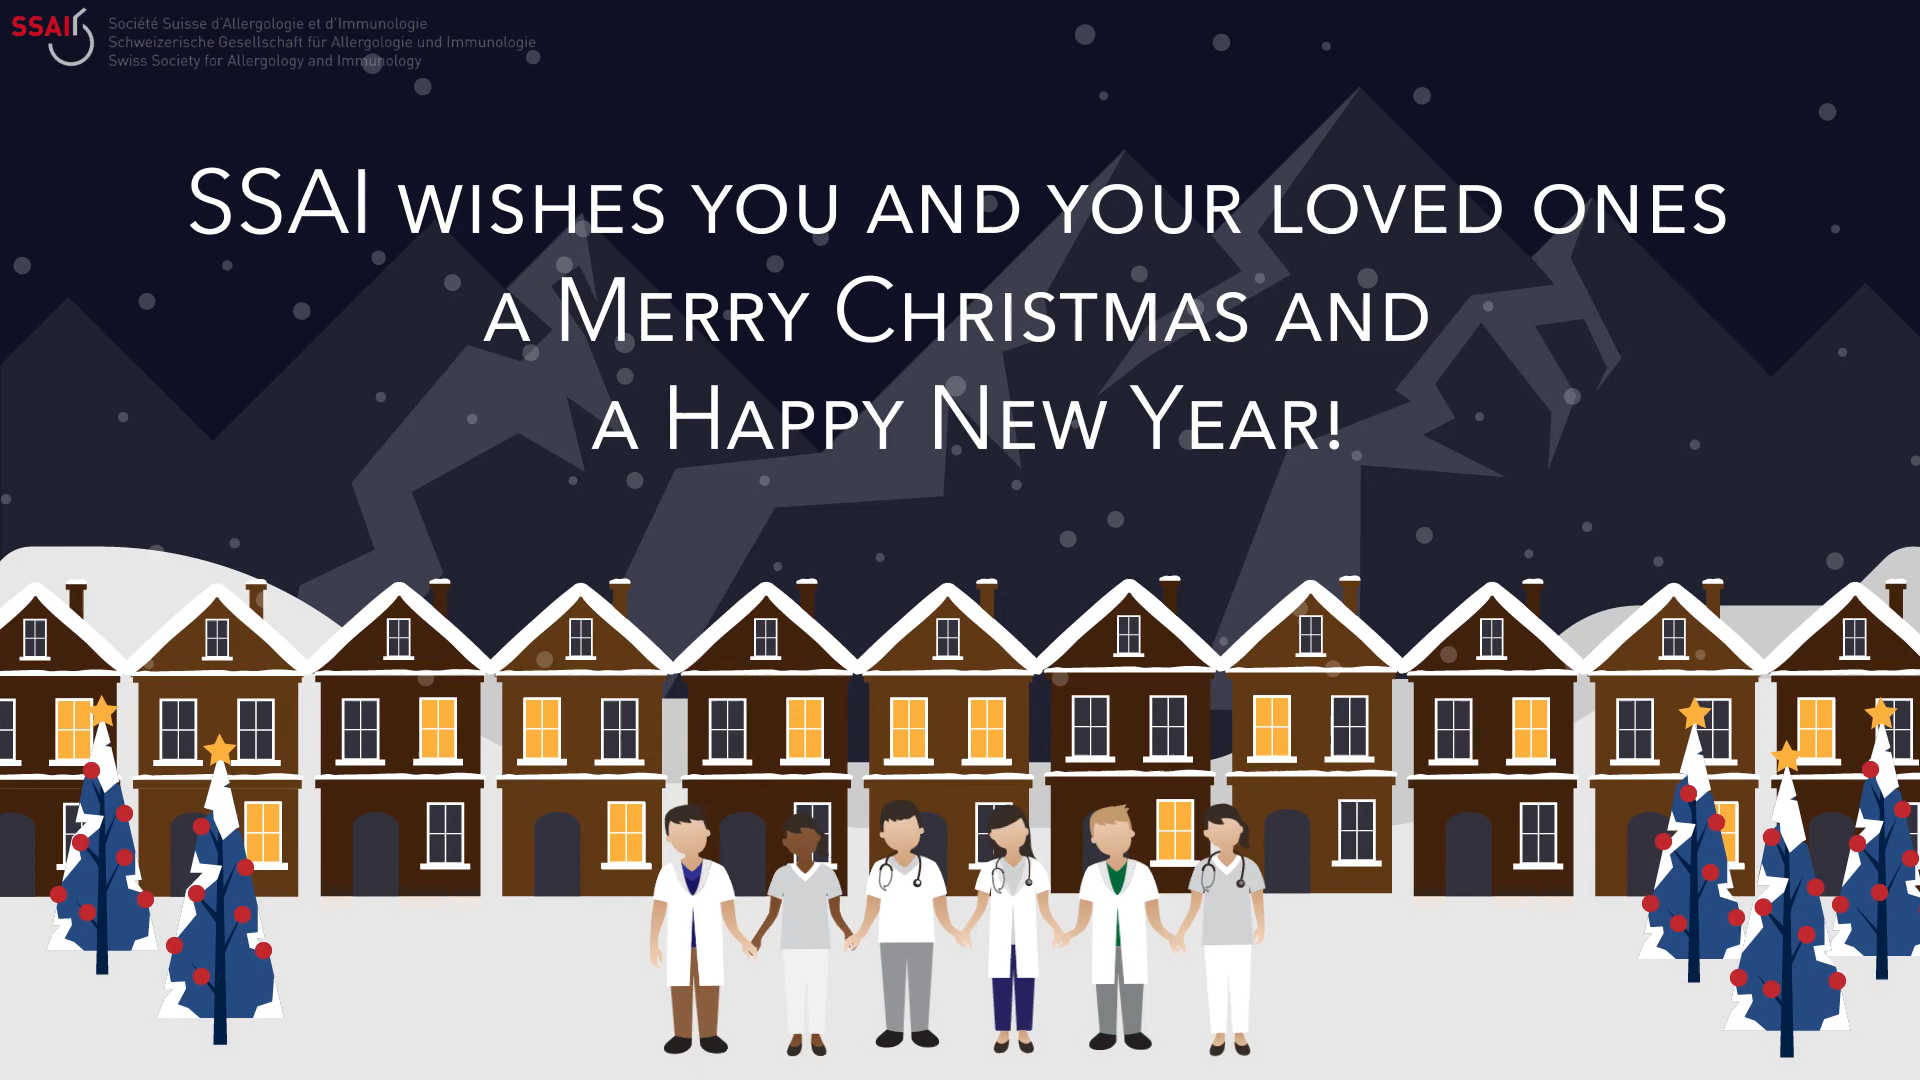 SSAI
Société Suisse d'Allergologie et d'Immunologie
Schweizerische Gesellschaft für Allergologie und Immunologie
Swiss Society for Allergology and Immunology
SSAI wishes you and your loved ones
a Merry Christmas and
a Happy New Year!